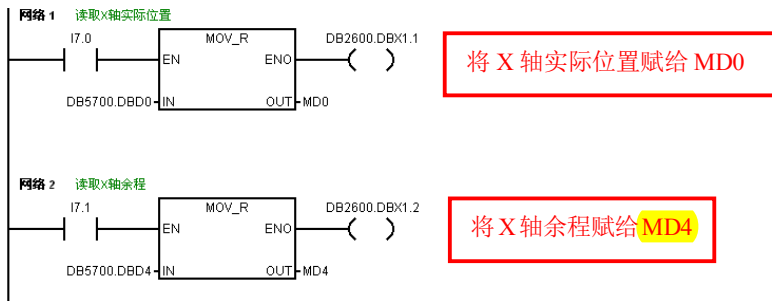 网络 1 读取X轴实际位置
I7.0 MOV_R DB2600.DBX1.1
EN ENO
DB5700.DBD0 IN OUT MD0
将 X 轴实际位置赋给 MD0
网络 2 读取X轴余程
I7.1 MOV_R DB2600.DBX1.2
EN ENO
DB5700.DBD4 IN OUT MD4
将 X 轴余程赋给 MD4